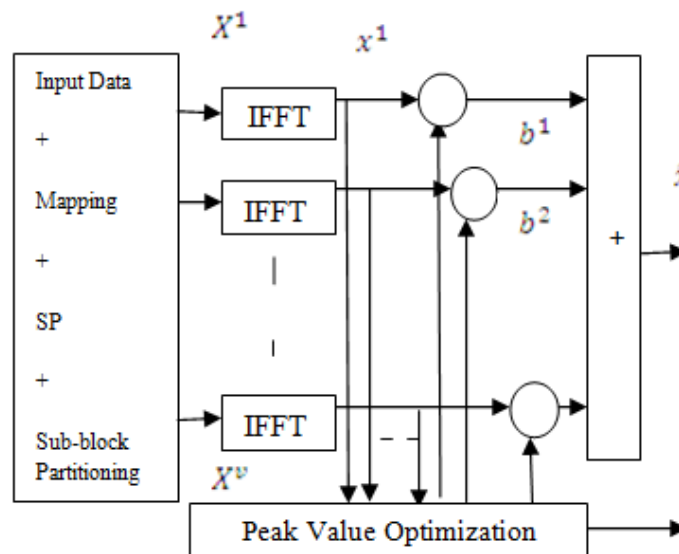 X¹ x¹
Input Data
+
Mapping
+
SP
+
Sub-block
Partitioning
IFFT
b¹
IFFT
b²
+
IFFT
Xᵛ
Peak Value Optimization